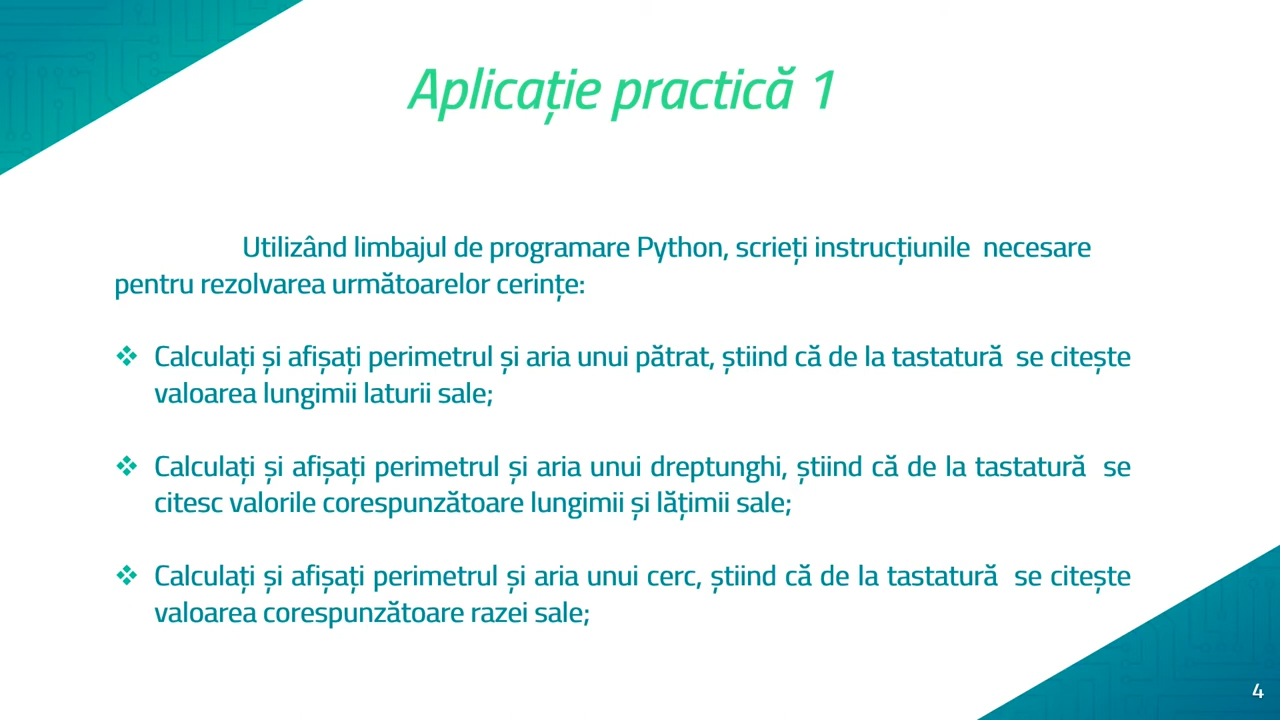 Aplicație practică 1
Utilizând limbajul de programare Python, scrieți instrucțiunile necesare
pentru rezolvarea următoarelor cerințe:
❖ Calculați și afișați perimetrul și aria unui pătrat, știind că de la tastatură se citește
valoarea lungimii laturii sale;
❖ Calculați și afișați perimetrul și aria unui dreptunghi, știind că de la tastatură se
citesc valorile corespunzătoare lungimii și lățimii sale;
❖ Calculați și afișați perimetrul și aria unui cerc, știind că de la tastatură se citește
valoarea corespunzătoare razei sale;
4